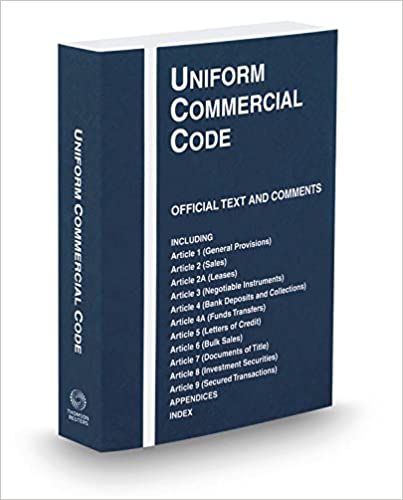 UNIFORM
COMMERCIAL
CODE
OFFICIAL TEXT AND COMMENTS
INCLUDING
Article 1 (General Provisions)
Article 2 (Sales)
Article 2A (Leases)
Article 3 (Negotiable Instruments)
Article 4 (Bank Deposits and Collections)
Article 4A (Funds Transfers)
Article 5 (Letters of Credit)
Article 6 (Bulk Sales)
Article 7 (Documents of Title)
Article 8 (Investment Securities)
Article 9 (Secured Transactions)
APPENDICES
INDEX
UNIFORM COMMERCIAL CODE
THOMSON
REUTERS